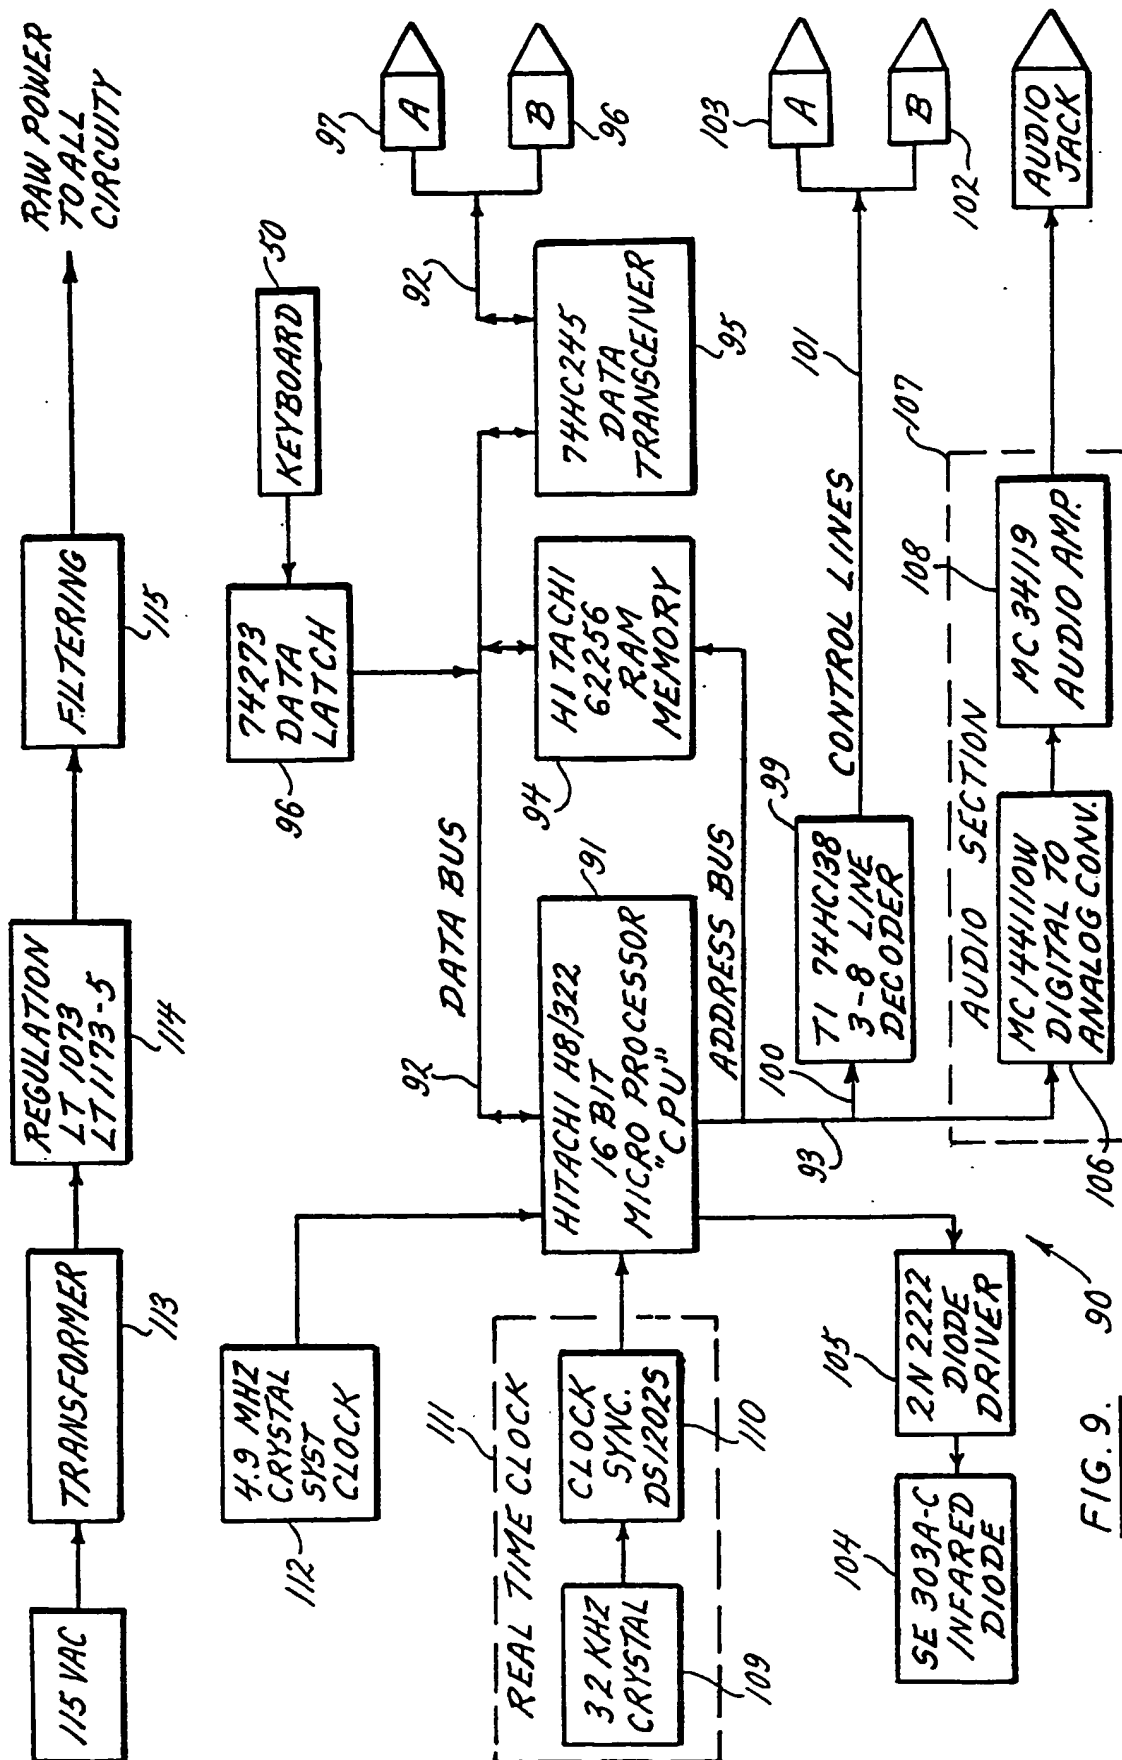 115 VAC
TRANSFORMER
113
REGULATION
LT 1073
LT 1173-5
114
FILTERING
115
RAW POWER
TO ALL
CIRCUITY
4.9 MHZ
CRYSTAL
SYST
CLOCK
112
74273
DATA
LATCH
96
KEYBOARD
50
REAL TIME CLOCK
111
32 KHZ
CRYSTAL
109
CLOCK
SYNC.
DS1202S
110
92
DATA BUS
HITACHI H8/322
16 BIT
MICRO PROCESSOR
"CPU"
91
HITACHI
62256
RAM
MEMORY
94
74HC245
DATA
TRANSCEIVER
95
92
A
97
B
96
ADDRESS BUS
93
100
TI 74HC138
3-8 LINE
DECODER
99
CONTROL LINES
101
A
103
B
102
SE 303A-C
INFARED
DIODE
104
2N 2222
DIODE
DRIVER
105
AUDIO SECTION
107
MC144110W
DIGITAL TO
ANALOG CONV.
106
MC 34119
AUDIO AMP.
108
AUDIO
JACK
90
FIG. 9.